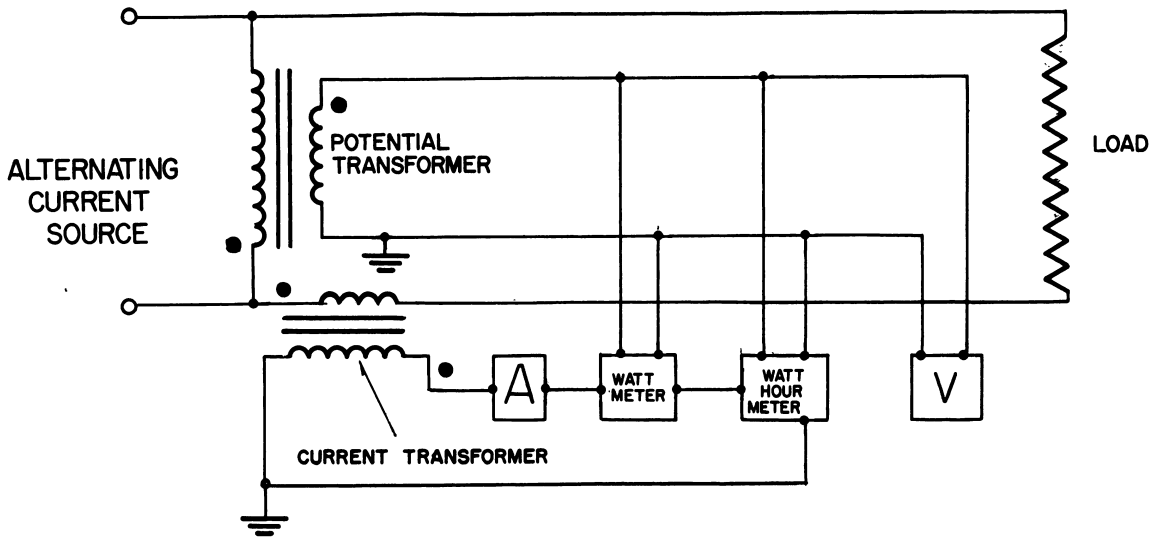 ALTERNATING
CURRENT
SOURCE
POTENTIAL
TRANSFORMER
LOAD
A
WATT
METER
WATT
HOUR
METER
V
CURRENT TRANSFORMER